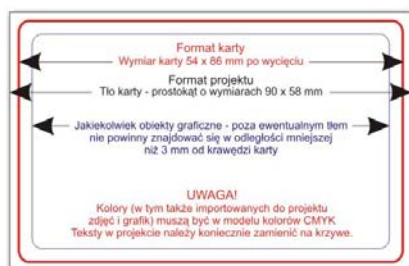 Format karty
Wymiar karty 54 x 86 mm po wycięciu
Format projektu
Tło karty - prostokąt o wymiarach 90 x 58 mm
Jakiekolwiek obiekty graficzne - poza ewentualnym tłem
nie powinny znajdować się w odległości mniejszej
niż 3 mm od krawędzi karty
UWAGA!
Kolory (w tym także importowanych do projektu
zdjęć i grafik) muszą być w modelu kolorów CMYK
Teksty w projekcie należy koniecznie zamienić na krzywe.